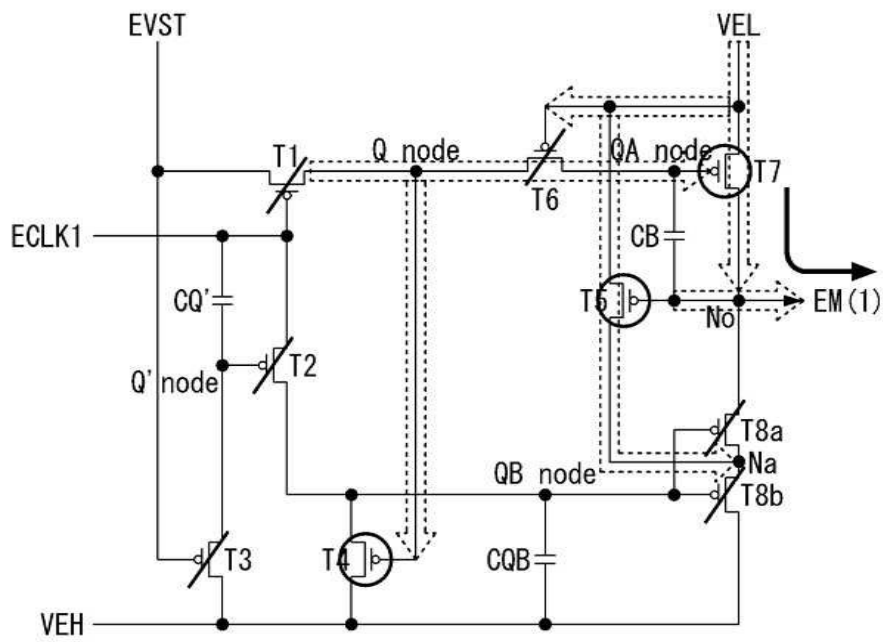 EVST
VEL
T1
Q node
QA node
T7
T6
ECLK1
CB
CQ'
T5
No
EM(1)
T2
Q'node
T8a
QB node
Na
T8b
T3
T4
CQB
VEH